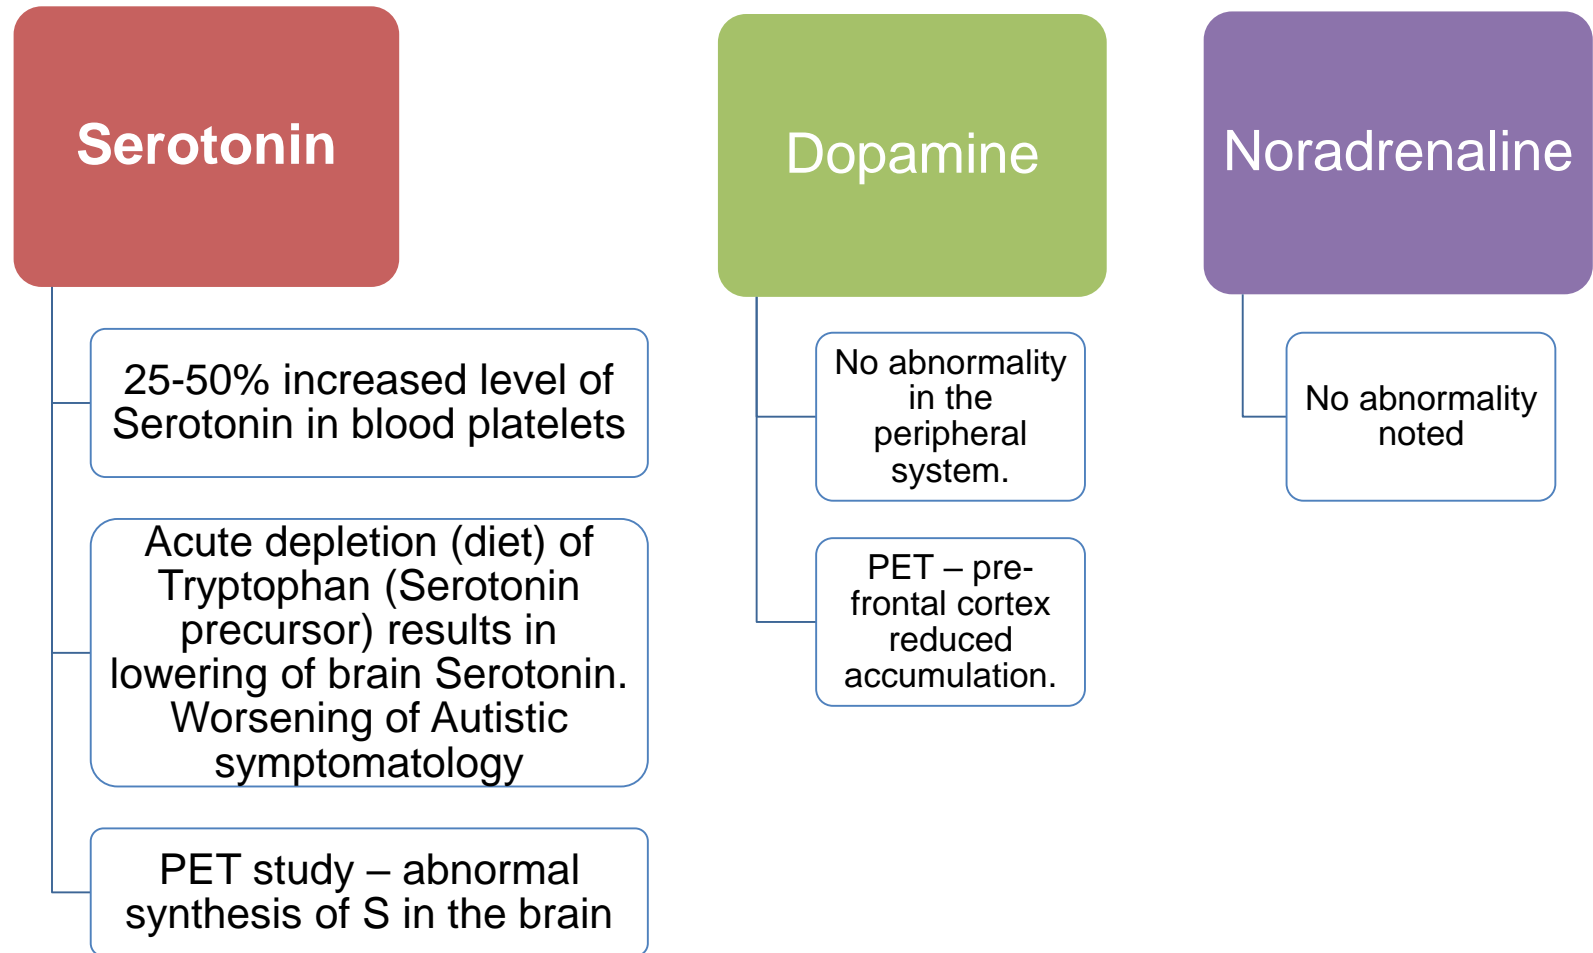 Serotonin
25-50% increased level of
Serotonin in blood platelets
Acute depletion (diet) of
Tryptophan (Serotonin
precursor) results in
lowering of brain Serotonin.
Worsening of Autistic
symptomatology
PET study – abnormal
synthesis of S in the brain
Dopamine
No abnormality
in the
peripheral
system.
PET – pre-
frontal cortex
reduced
accumulation.
Noradrenaline
No abnormality
noted